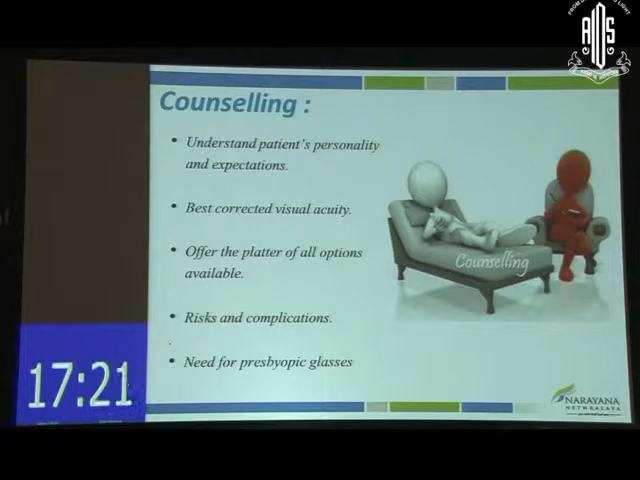 AIOS
Counselling :
• Understand patient's personality
and expectations.
• Best corrected visual acuity.
• Offer the platter of all options
available.
• Risks and complications.
• Need for presbyopic glasses
Counselling
17:21
NARAYANA
NETHRALAYA